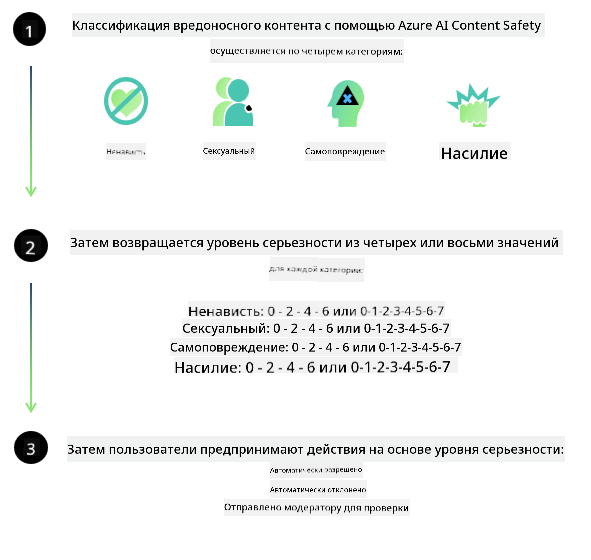 1
Классификация вредоносного контента с помощью Azure AI Content Safety
осуществляется по четырем категориям:
Ненависть
Сексуальный
Самоповреждение
Насилие
2
Затем возвращается уровень серьезности из четырех или восьми значений
для каждой категории:
Ненависть: 0 - 2 - 4 - 6 или 0-1-2-3-4-5-6-7
Сексуальный: 0 - 2 - 4 - 6 или 0-1-2-3-4-5-6-7
Самоповреждение: 0 - 2 - 4 - 6 или 0-1-2-3-4-5-6-7
Насилие: 0 - 2 - 4 - 6 или 0-1-2-3-4-5-6-7
3
Затем пользователи предпринимают действия на основе уровня серьезности:
Автоматически разрешено
Автоматически отклонено
Отправлено модератору для проверки